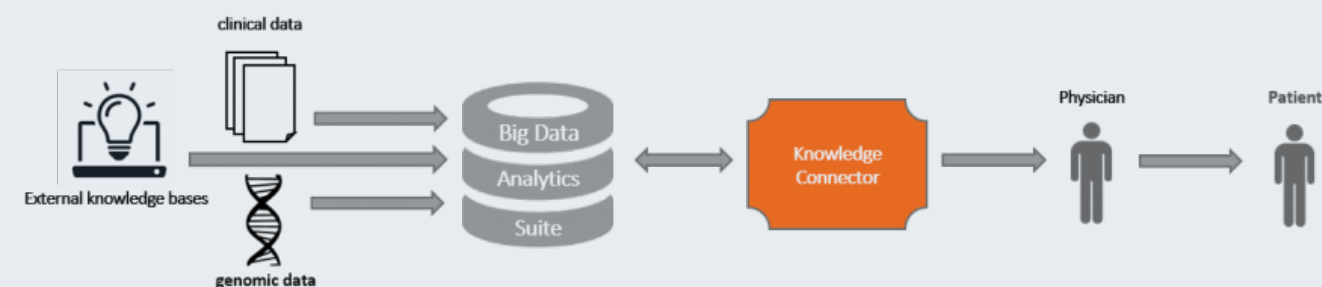 clinical data
External knowledge bases
genomic data
Big Data
Analytics
Suite
Knowledge
Connector
Physician
Patient